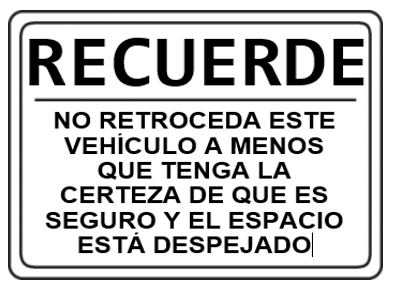 RECUERDE
NO RETROCEDA ESTE
VEHÍCULO A MENOS
QUE TENGA LA
CERTEZA DE QUE ES
SEGURO Y EL ESPACIO
ESTÁ DESPEJADO